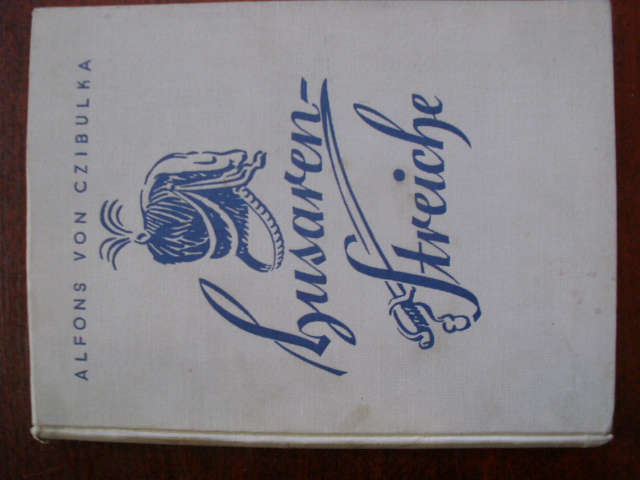 ALFONS VON CZIBULKA
Husaren-
Streiche